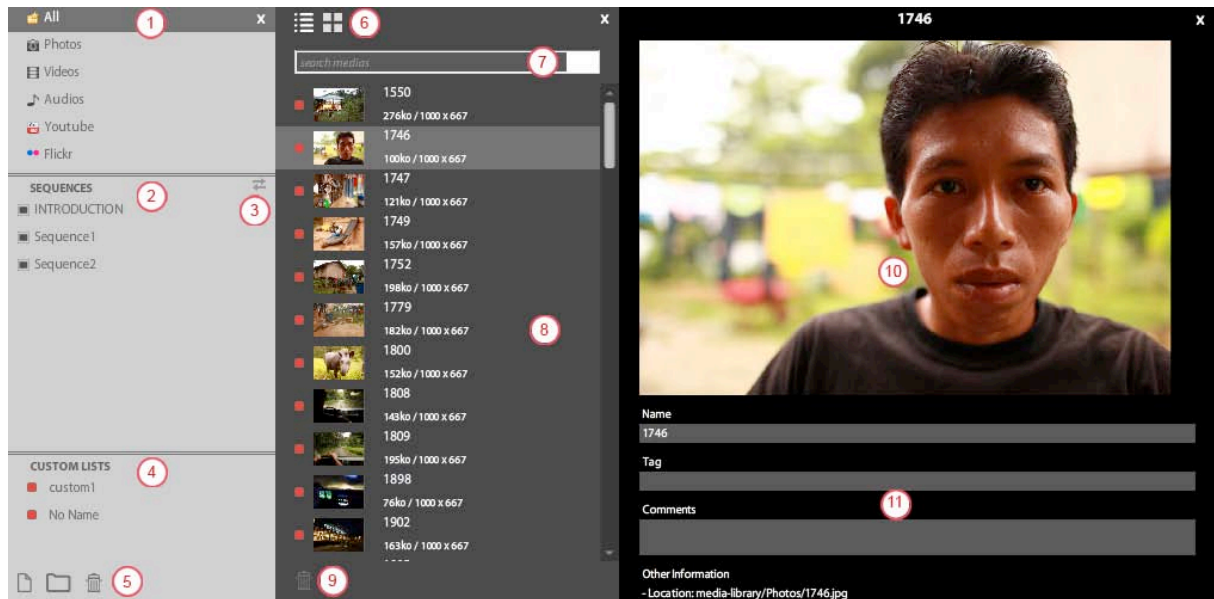 All
x
1
Photos
Videos
Audios
Youtube
Flickr
SEQUENCES
2
3
INTRODUCTION
Sequence1
Sequence2
CUSTOM LISTS
4
custom1
No Name
5
6
x
search medias
7
1550
276ko / 1000 x 667
1746
100ko / 1000 x 667
1747
121ko / 1000 x 667
1749
157ko / 1000 x 667
1752
198ko / 1000 x 667
1779
182ko / 1000 x 667
8
1800
152ko / 1000 x 667
1808
143ko / 1000 x 667
1809
195ko / 1000 x 667
1898
76ko / 1000 x 667
1902
163ko / 1000 x 667
9
1746
x
10
Name
1746
Tag
11
Comments
Other Information
- Location: media-library/Photos/1746.jpg